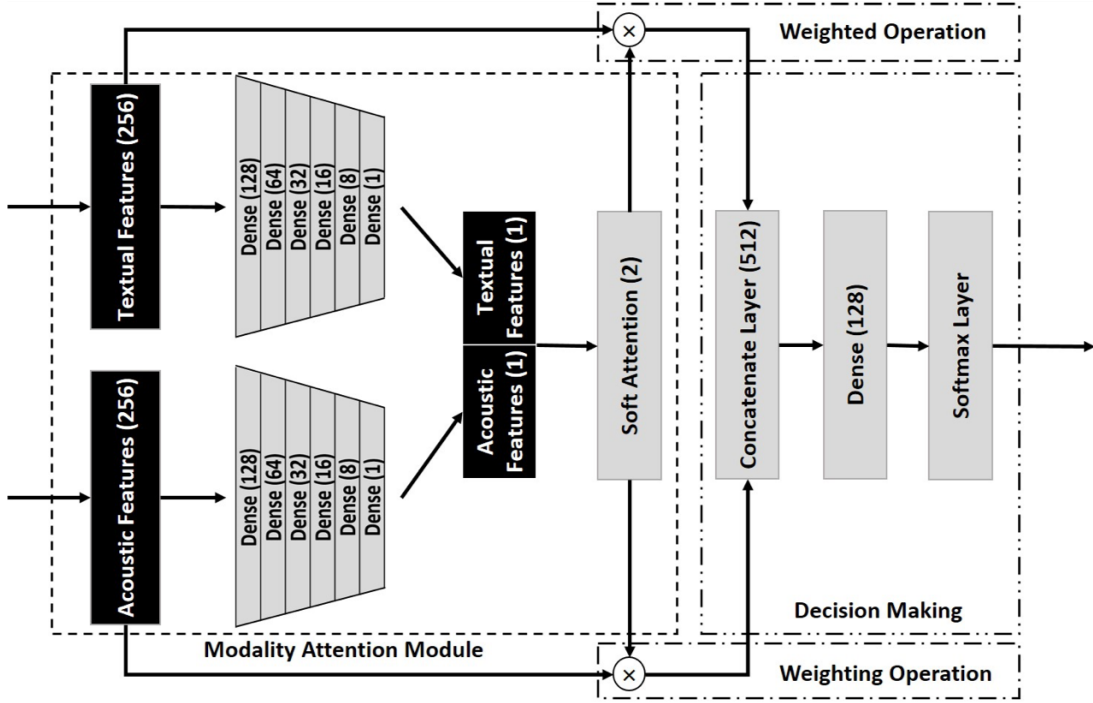 Weighted Operation
Textual Features (256)
Dense (128)
Dense (64)
Dense (32)
Dense (16)
Dense (8)
Dense (1)
Textual
Features (1)
Acoustic
Features (1)
Soft Attention (2)
Concatenate Layer (512)
Dense (128)
Softmax Layer
Acoustic Features (256)
Dense (128)
Dense (64)
Dense (32)
Dense (16)
Dense (8)
Dense (1)
Decision Making
Modality Attention Module
Weighting Operation